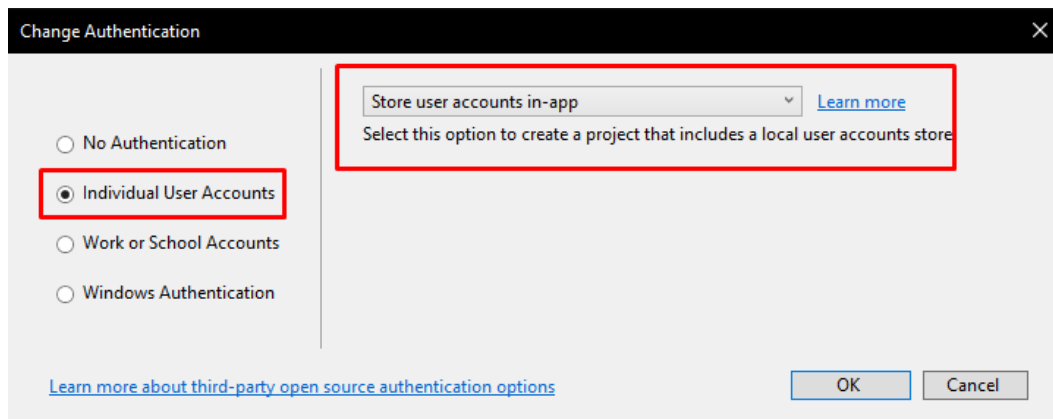 Change Authentication
Store user accounts in-app
Learn more
Select this option to create a project that includes a local user accounts store
No Authentication
Individual User Accounts
Work or School Accounts
Windows Authentication
Learn more about third-party open source authentication options
OK
Cancel